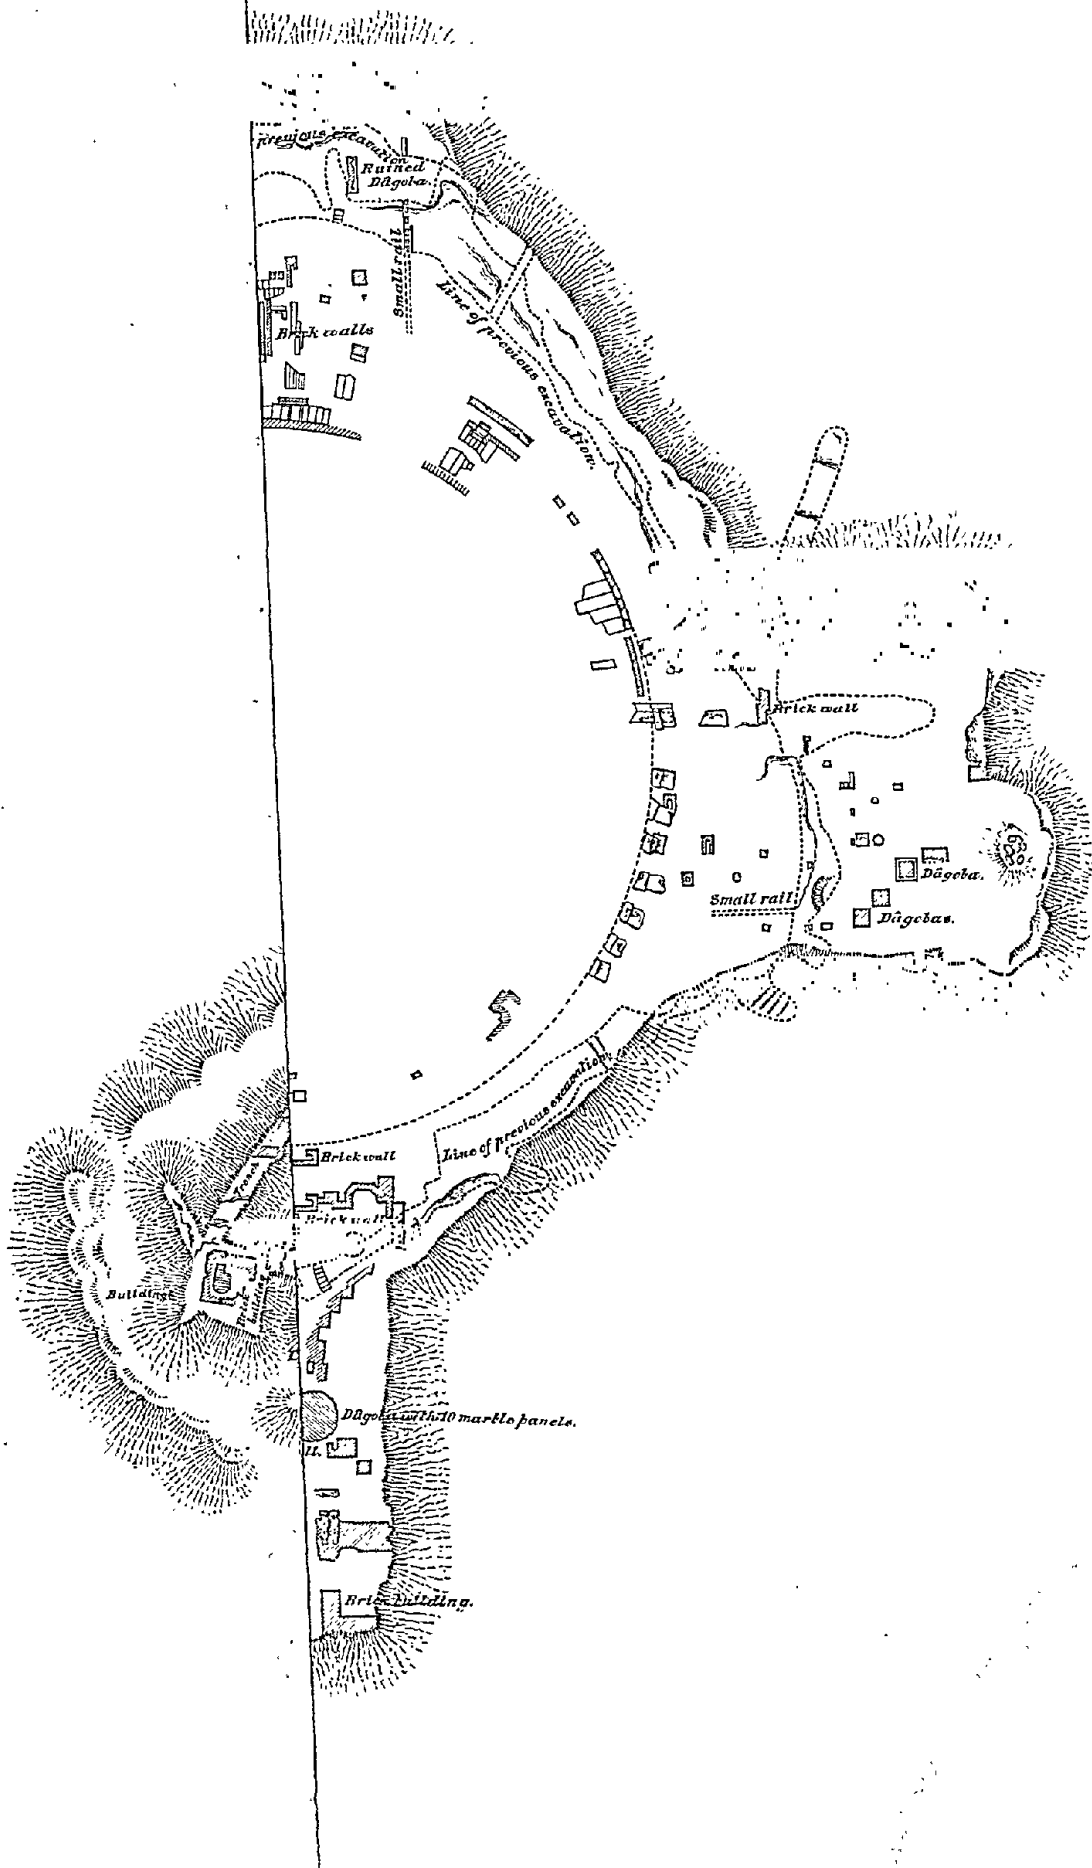 previous excavation
Ruined
Dâgoba.
Small rail
Line of previous excavation.
Brick walls
Brick wall
Dâgoba.
Small rail
Dâgobas.
Line of previous excavation
Brick wall
Trench
Brick wall
Buildings
Dâgoba with 10 marble panels.
H.
Brick building.